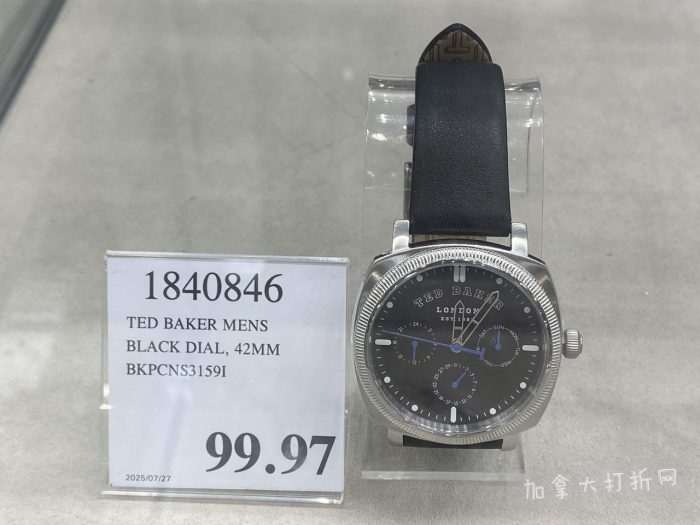 1840846
TED BAKER MENS
BLACK DIAL, 42MM
BKPCNS3159I
99.97
2025/07/27
TED BAKER
LONDON
加拿大打折网